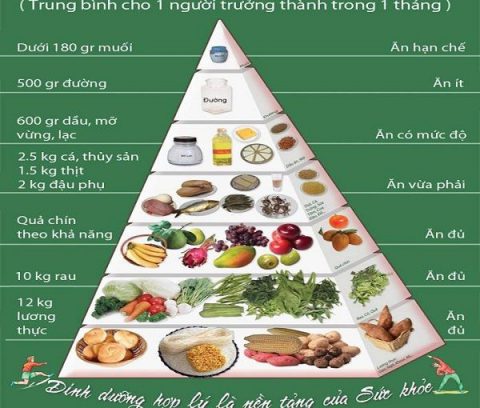 ( Trung bình cho 1 người trưởng thành trong 1 tháng )
Dưới 180 gr muối
Ăn hạn chế
500 gr đường
Đường
Ăn ít
600 gr dầu, mỡ
vừng, lạc
Ăn có mức độ
2.5 kg cá, thủy sản
1.5 kg thịt
2 kg đậu phụ
Ăn vừa phải
Quả chín
theo khả năng
Ăn đủ
10 kg rau
Ăn đủ
12 kg
lương
thực
Ăn
đủ
Dinh dưỡng hợp lý là nền tảng của Sức khỏe